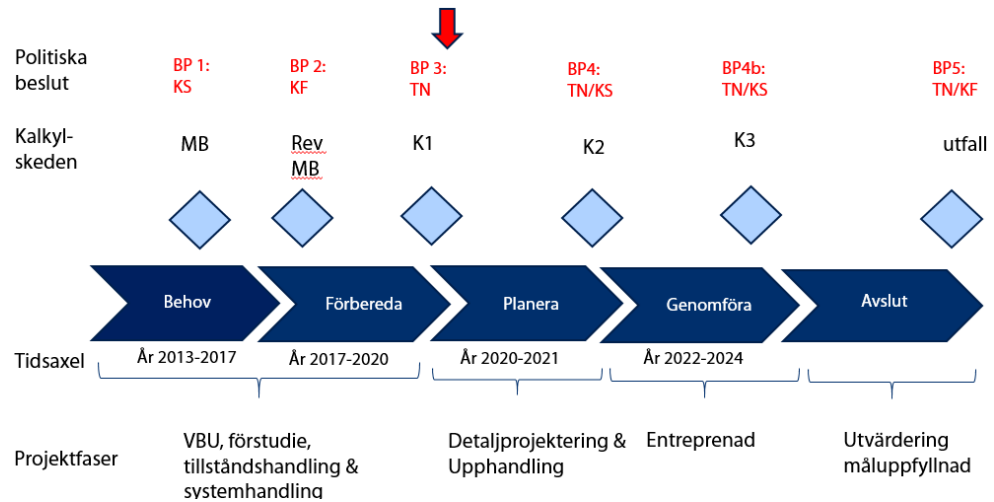 Politiska
beslut
BP 1:
KS
BP 2:
KF
BP 3:
TN
BP4:
TN/KS
BP4b:
TN/KS
BP5:
TN/KF
Kalkyl-
skeden
MB
Rev
MB
K1
K2
K3
utfall
Behov
Förbereda
Planera
Genomföra
Avslut
Tidsaxel
År 2013-2017
År 2017-2020
År 2020-2021
År 2022-2024
Projektfaser
VBU, förstudie,
tillståndshandling &
systemhandling
Detaljprojektering &
Upphandling
Entreprenad
Utvärdering
måluppfyllnad